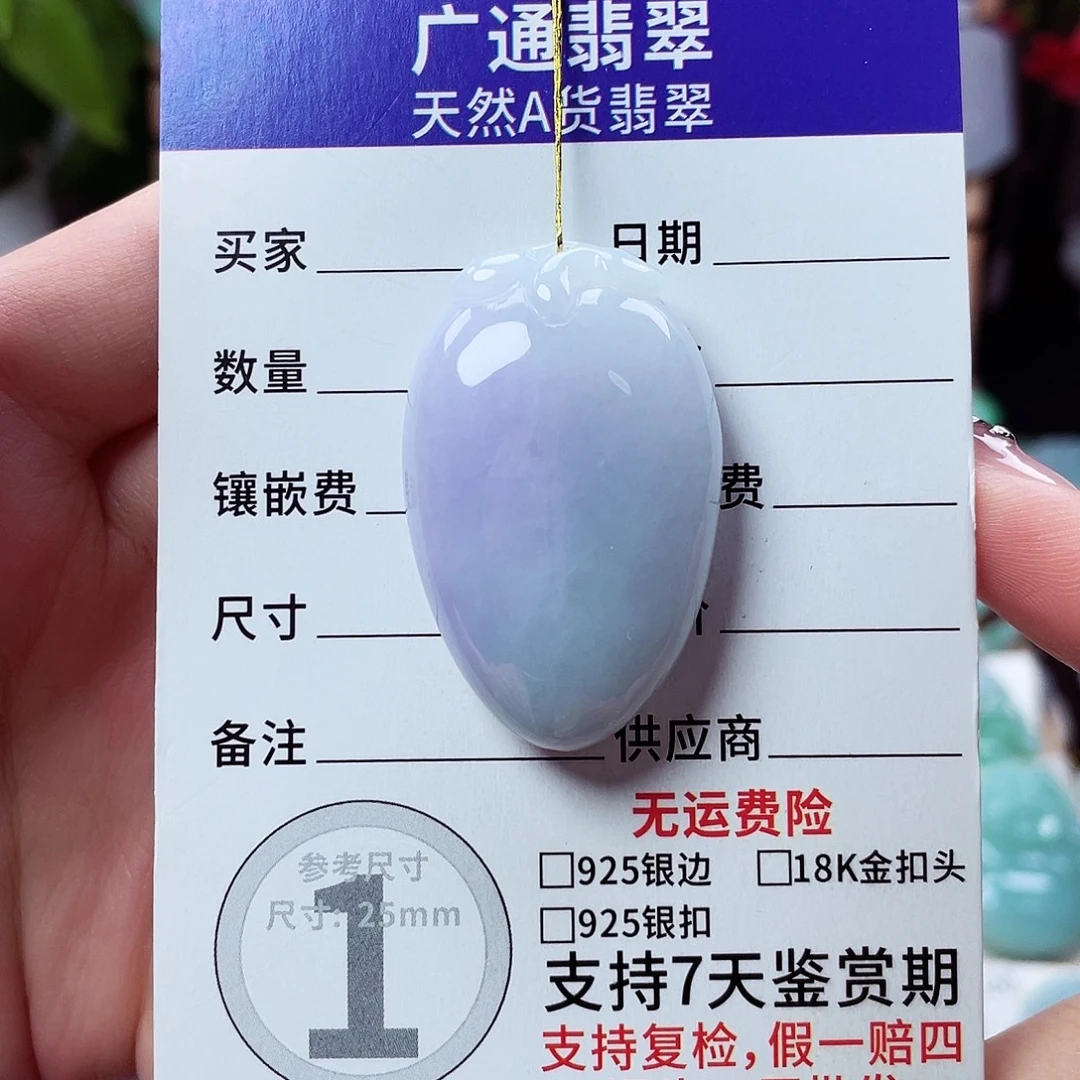 广通翡翠
天然A货翡翠
买家 日期
数量
镶嵌费 费
尺寸
备注 供应商
无运费险
参考尺寸
尺寸: 25mm
1
□925银边 □18K金扣头
□925银扣
支持7天鉴赏期
支持复检,假一赔四